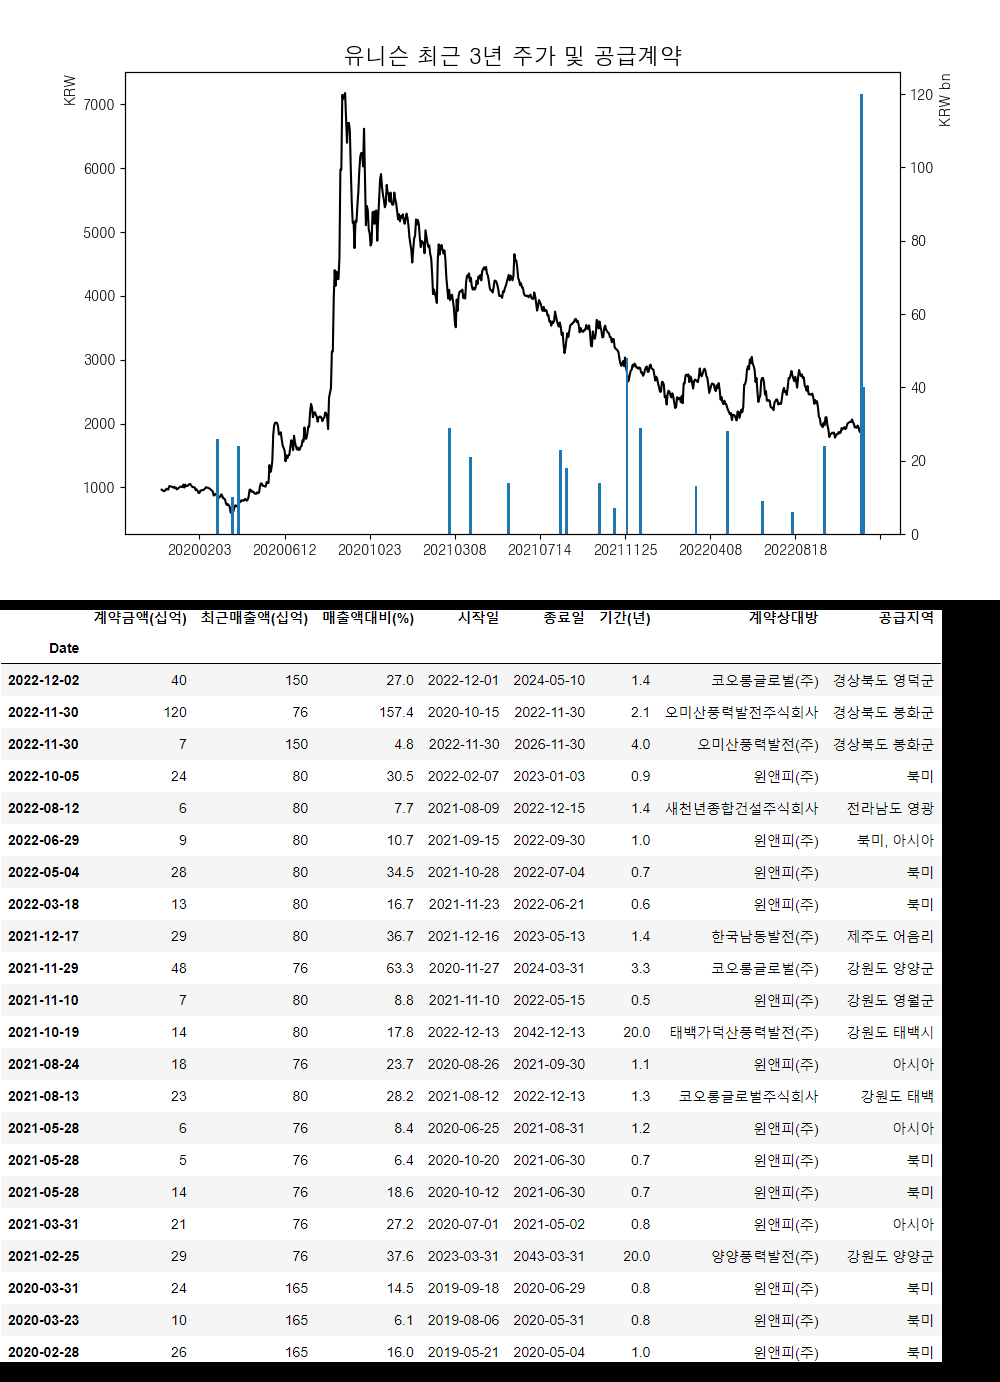 유니슨 최근 3년 주가 및 공급계약
KRW
KRW bn
7000
6000
5000
4000
3000
2000
1000
120
100
80
60
40
20
0
20200203 20200612 20201023 20210308 20210714 20211125 20220408 20220818
계약금액(십억) 최근매출액(십억) 매출액대비(%) 시작일 종료일 기간(년) 계약상대방 공급지역
Date
2022-12-02 40 150 27.0 2022-12-01 2024-05-10 1.4 코오롱글로벌(주) 경상북도 영덕군
2022-11-30 120 76 157.4 2020-10-15 2022-11-30 2.1 오미산풍력발전주식회사 경상북도 봉화군
2022-11-30 7 150 4.8 2022-11-30 2026-11-30 4.0 오미산풍력발전(주) 경상북도 봉화군
2022-10-05 24 80 30.5 2022-02-07 2023-01-03 0.9 윈앤피(주) 북미
2022-08-12 6 80 7.7 2021-08-09 2022-12-15 1.4 새천년종합건설주식회사 전라남도 영광
2022-06-29 9 80 10.7 2021-09-15 2022-09-30 1.0 윈앤피(주) 북미, 아시아
2022-05-04 28 80 34.5 2021-10-28 2022-07-04 0.7 윈앤피(주) 북미
2022-03-18 13 80 16.7 2021-11-23 2022-06-21 0.6 윈앤피(주) 북미
2021-12-17 29 80 36.7 2021-12-16 2023-05-13 1.4 한국남동발전(주) 제주도 어음리
2021-11-29 48 76 63.3 2020-11-27 2024-03-31 3.3 코오롱글로벌(주) 강원도 양양군
2021-11-10 7 80 8.8 2021-11-10 2022-05-15 0.5 윈앤피(주) 강원도 영월군
2021-10-19 14 80 17.8 2022-12-13 2042-12-13 20.0 태백가덕산풍력발전(주) 강원도 태백시
2021-08-24 18 76 23.7 2020-08-26 2021-09-30 1.1 윈앤피(주) 아시아
2021-08-13 23 80 28.2 2021-08-12 2022-12-13 1.3 코오롱글로벌주식회사 강원도 태백
2021-05-28 6 76 8.4 2020-06-25 2021-08-31 1.2 윈앤피(주) 아시아
2021-05-28 5 76 6.4 2020-10-20 2021-06-30 0.7 윈앤피(주) 북미
2021-05-28 14 76 18.6 2020-10-12 2021-06-30 0.7 윈앤피(주) 북미
2021-03-31 21 76 27.2 2020-07-01 2021-05-02 0.8 윈앤피(주) 아시아
2021-02-25 29 76 37.6 2023-03-31 2043-03-31 20.0 양양풍력발전(주) 강원도 양양군
2020-03-31 24 165 14.5 2019-09-18 2020-06-29 0.8 윈앤피(주) 북미
2020-03-23 10 165 6.1 2019-08-06 2020-05-31 0.8 윈앤피(주) 북미
2020-02-28 26 165 16.0 2019-05-21 2020-05-04 1.0 윈앤피(주) 북미